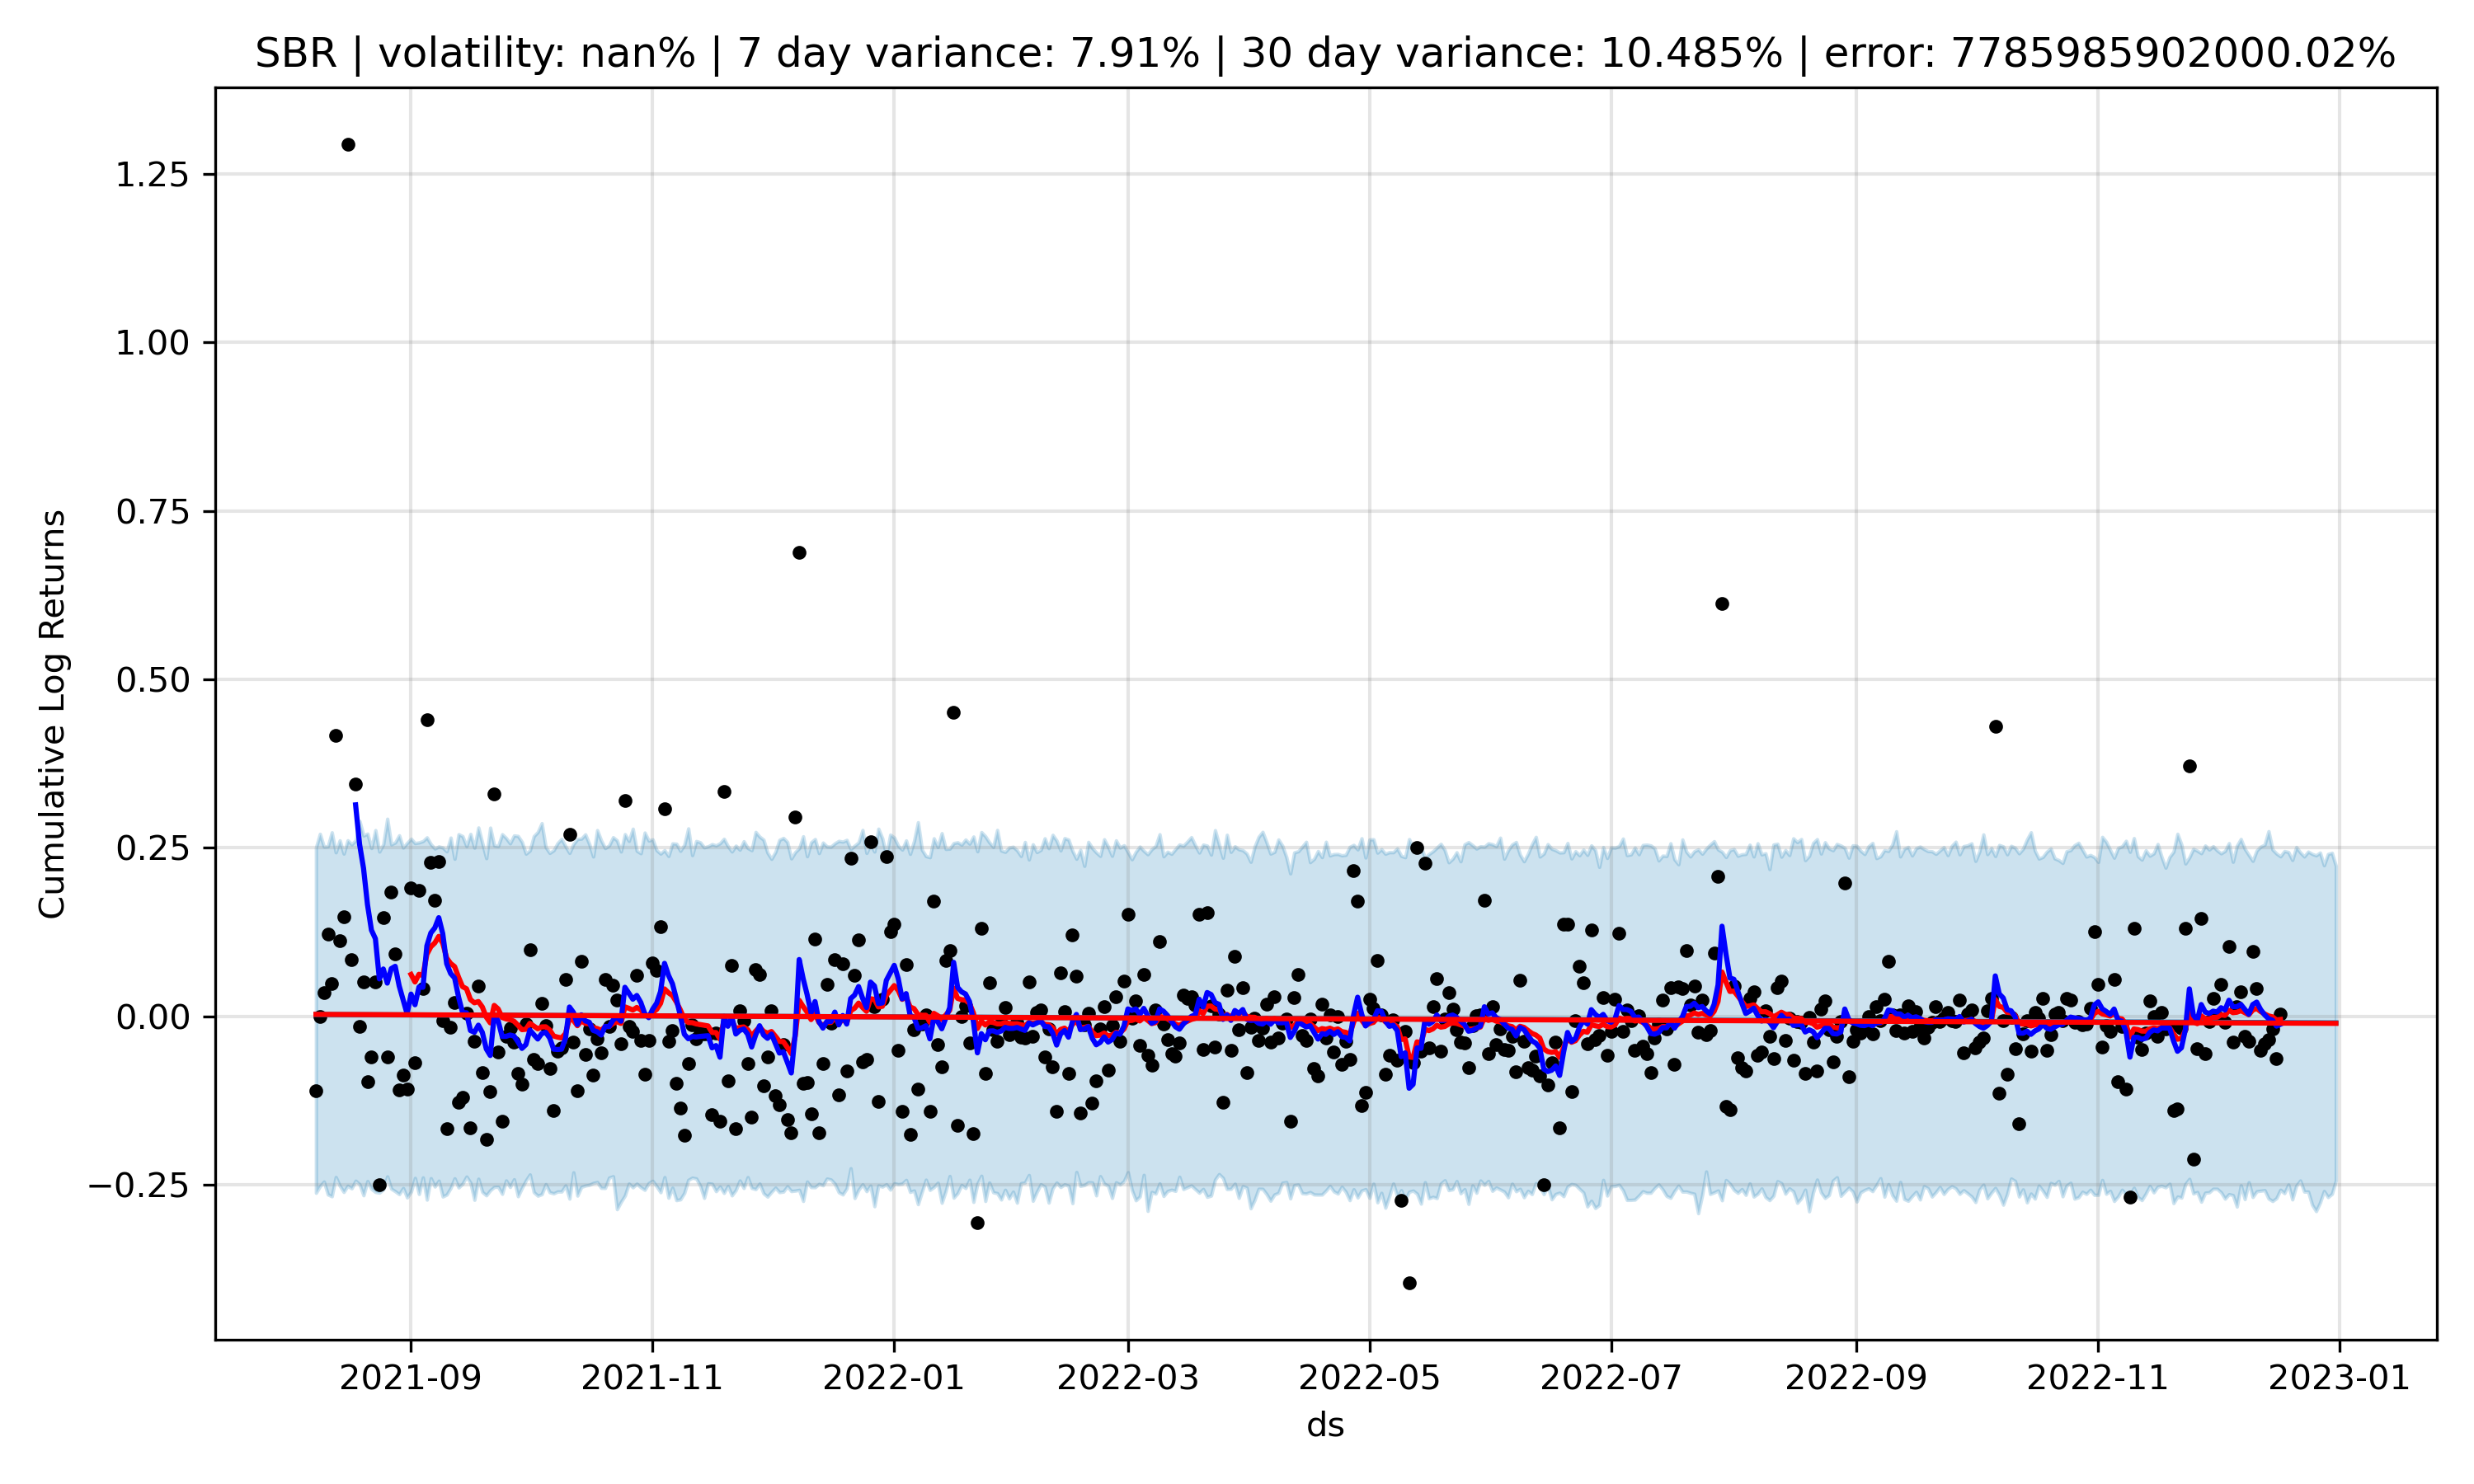 SBR | volatility: nan% | 7 day variance: 7.91% | 30 day variance: 10.485% | error: 7785985902000.02%
Cumulative Log Returns
1.25
1.00
0.75
0.50
0.25
0.00
−0.25
2021-09 2021-11 2022-01 2022-03 2022-05 2022-07 2022-09 2022-11 2023-01
ds